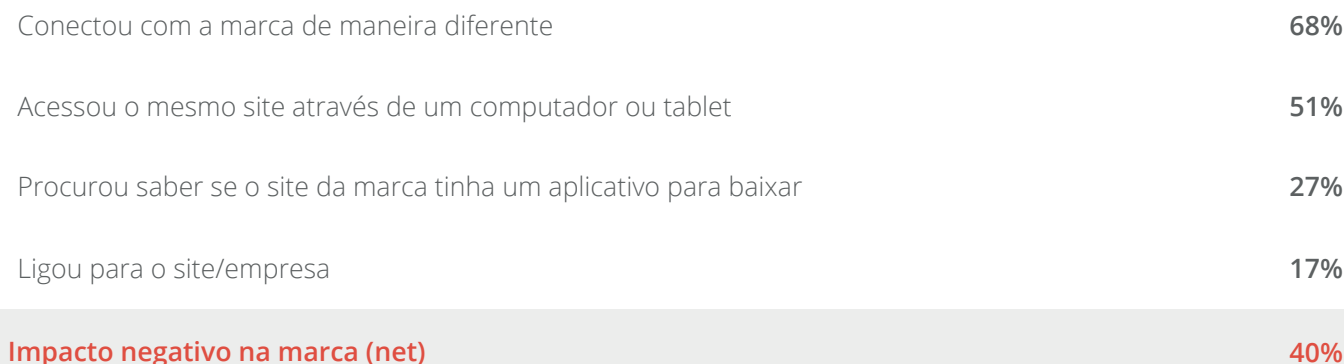 Conectou com a marca de maneira diferente 68%
Acessou o mesmo site através de um computador ou tablet 51%
Procurou saber se o site da marca tinha um aplicativo para baixar 27%
Ligou para o site/empresa 17%
Impacto negativo na marca (net) 40%